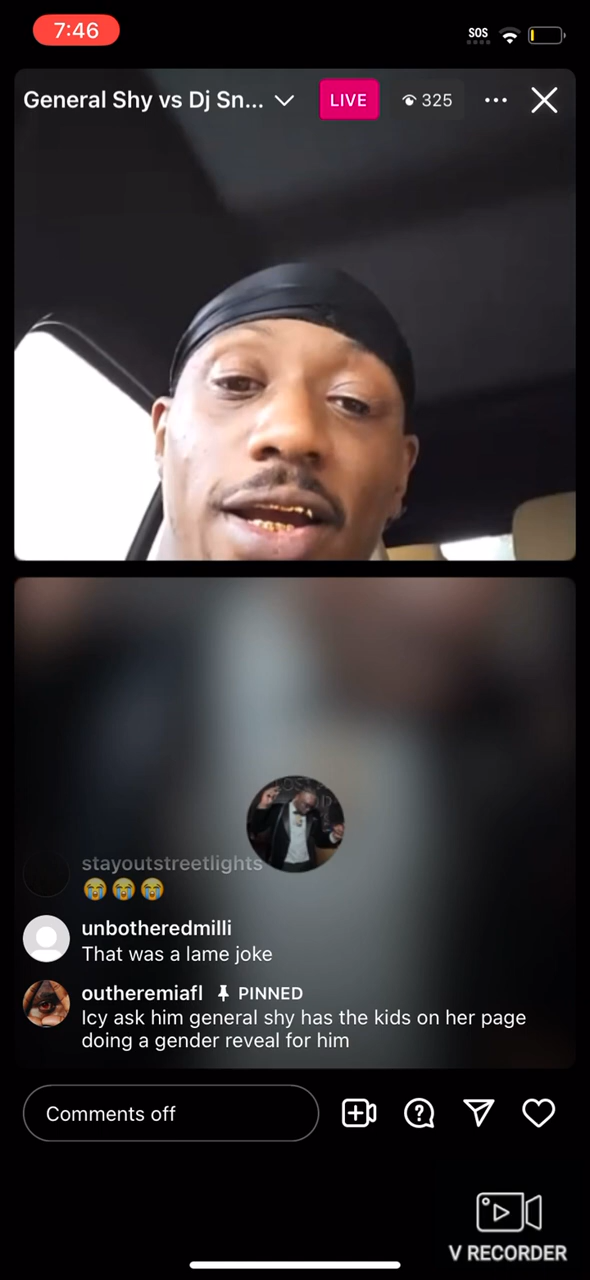 7:46
SOS
General Shy vs Dj Sn...
LIVE
325
stayoutstreetlights
😭😭😭
unbotheredmilli
That was a lame joke
outheremiafl PINNED
Icy ask him general shy has the kids on her page
doing a gender reveal for him
Comments off
V RECORDER